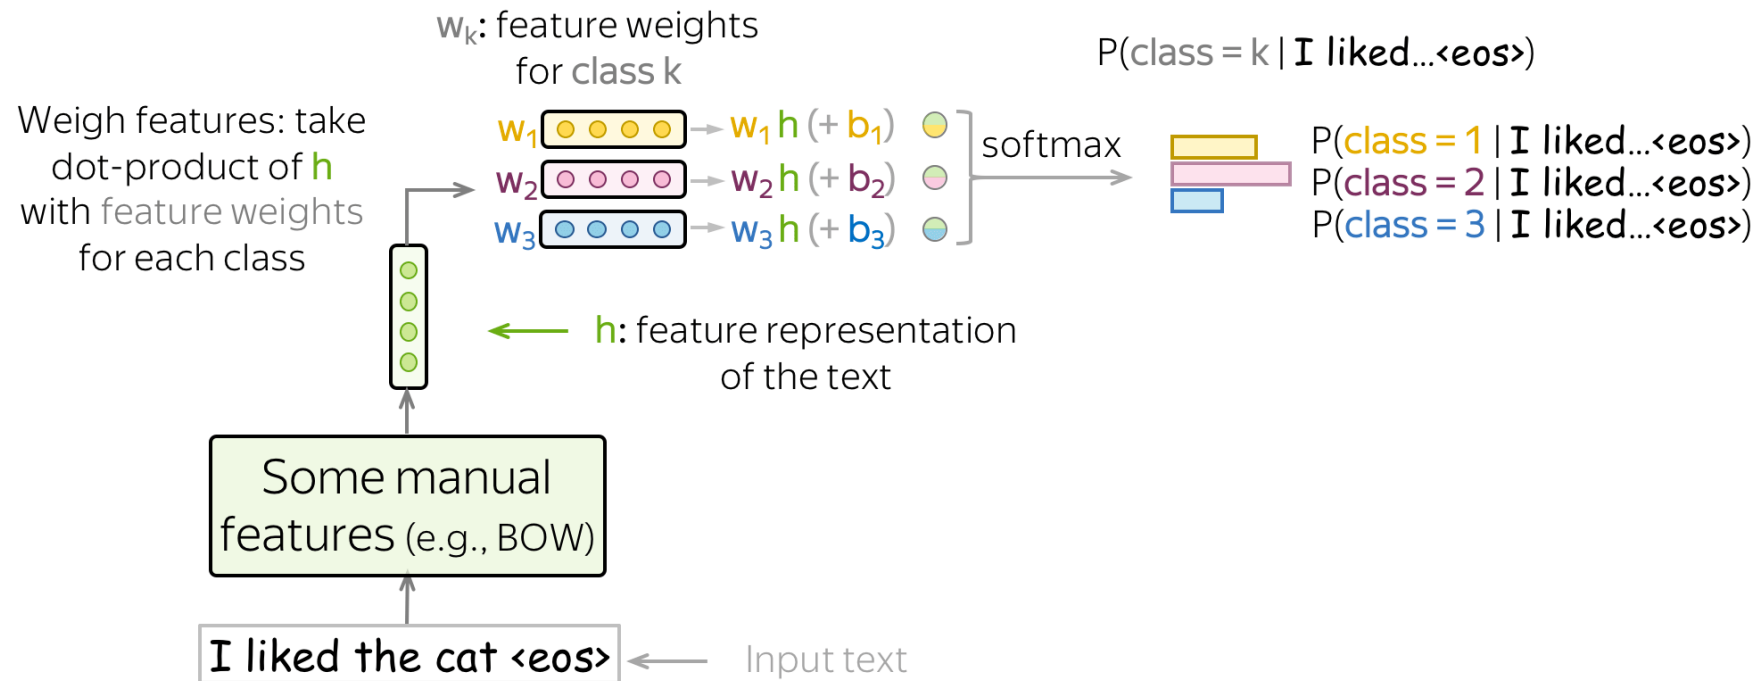 wk: feature weights
for class k
P(class = k | I liked...<eos>)
Weigh features: take
dot-product of h
with feature weights
for each class
w1 w1 h (+ b1)
w2 w2 h (+ b2)
w3 w3 h (+ b3)
softmax
P(class = 1 | I liked...<eos>)
P(class = 2 | I liked...<eos>)
P(class = 3 | I liked...<eos>)
h: feature representation
of the text
Some manual
features (e.g., BOW)
I liked the cat <eos>
Input text